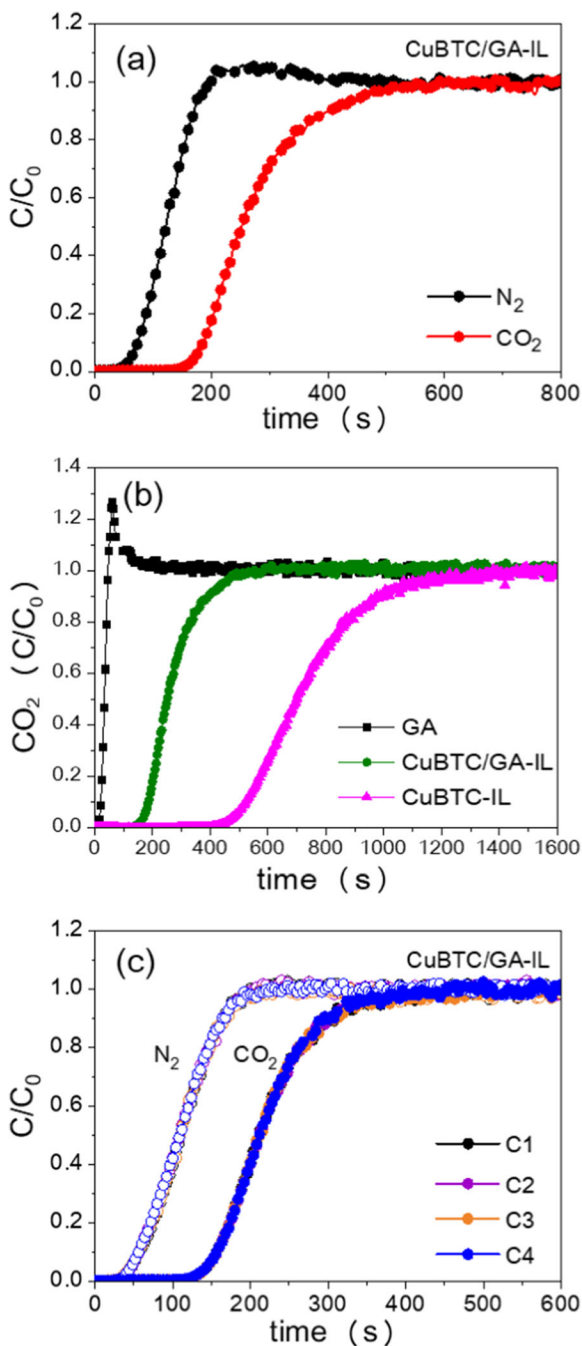 (a)
CuBTC/GA-IL
1.0
0.8
0.6
0.4
0.2
0.0
C/C₀
N₂
CO₂
0 200 400 600 800
time（s）
(b)
1.4
1.2
1.0
0.8
0.6
0.4
0.2
0.0
CO₂（C/C₀）
GA
CuBTC/GA-IL
CuBTC-IL
0 200 400 600 800 1000 1200 1400 1600
time（s）
(c)
CuBTC/GA-IL
1.2
1.0
0.8
0.6
0.4
0.2
0.0
C/C₀
N₂
CO₂
C1
C2
C3
C4
0 100 200 300 400 500 600
time（s）